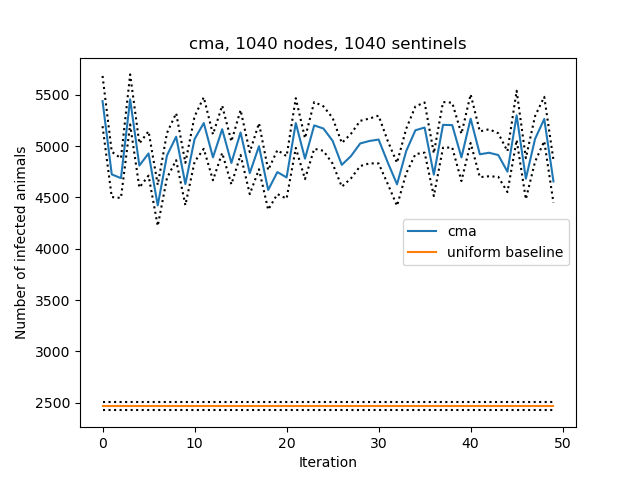 cma, 1040 nodes, 1040 sentinels
Number of infected animals
5500
5000
4500
4000
3500
3000
2500
cma
uniform baseline
0 10 20 30 40 50
Iteration